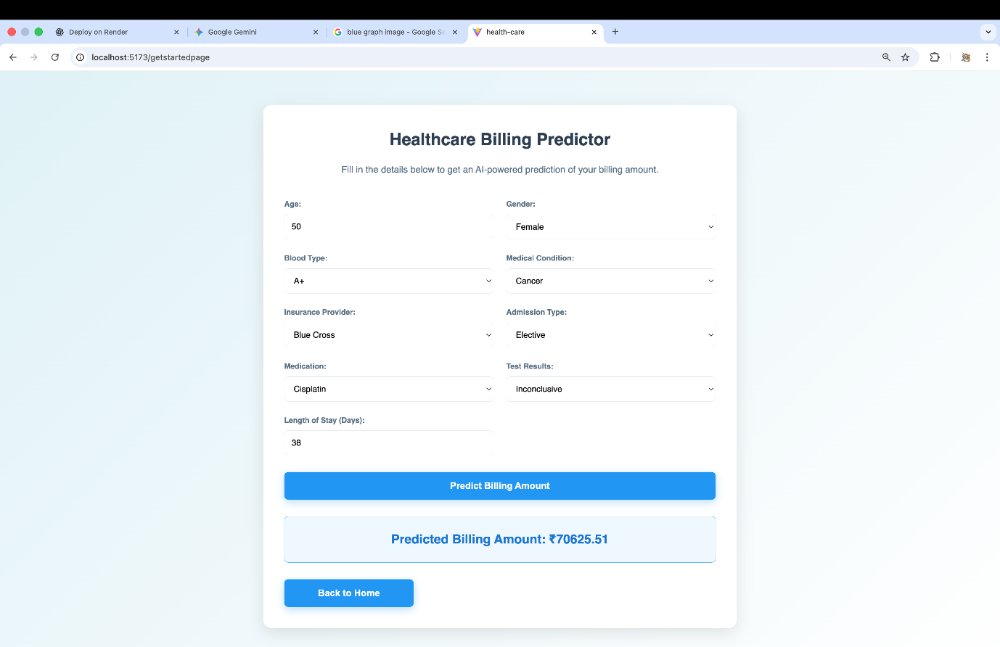 Deploy on Render
Google Gemini
blue graph image - Google Se
health-care
localhost:5173/getstartedpage
Healthcare Billing Predictor
Fill in the details below to get an AI-powered prediction of your billing amount.
Age:
Gender:
50
Female
Blood Type:
Medical Condition:
A+
Cancer
Insurance Provider:
Admission Type:
Blue Cross
Elective
Medication:
Test Results:
Cisplatin
Inconclusive
Length of Stay (Days):
38
Predict Billing Amount
Predicted Billing Amount: ₹70625.51
Back to Home